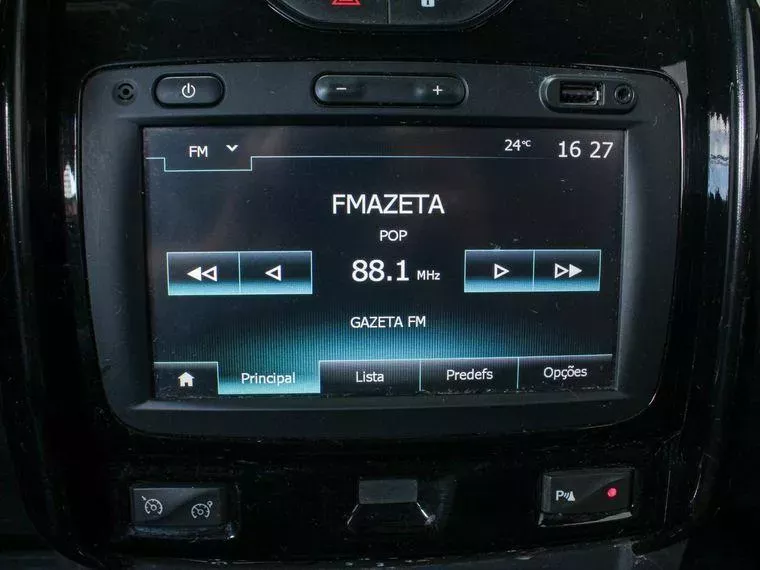 FM
24°C
16 27
FMAZETA
POP
88.1 MHz
GAZETA FM
Principal
Lista
Predefs
Opções
P